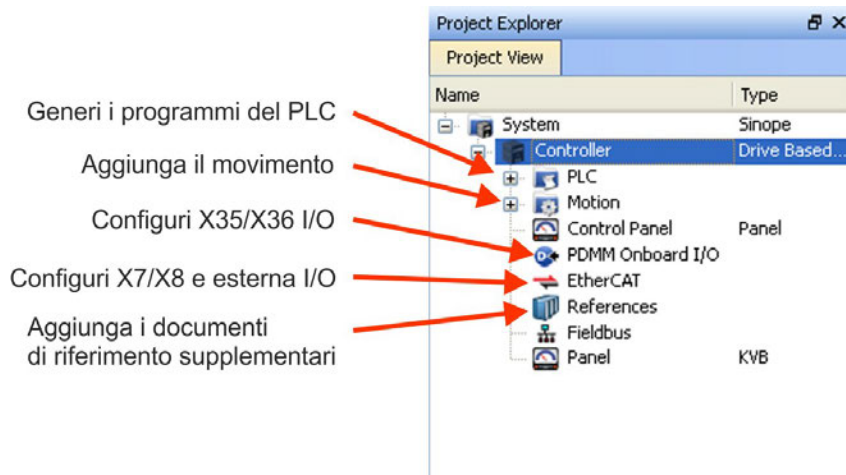 Project Explorer
Project View
Name Type
System Sinope
Controller Drive Based...
PLC
Motion
Control Panel Panel
PDMM Onboard I/O
EtherCAT
References
Fieldbus
Panel KVB
Generi i programmi del PLC
Aggiunga il movimento
Configuri X35/X36 I/O
Configuri X7/X8 e esterna I/O
Aggiunga i documenti
di riferimento supplementari